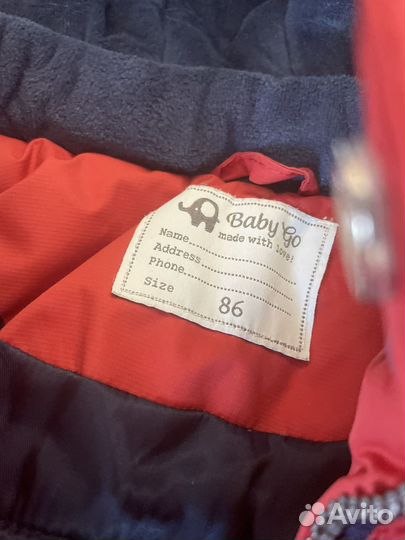 Baby Go
made with love!
Name
Address
Phone
Size 86
Avito